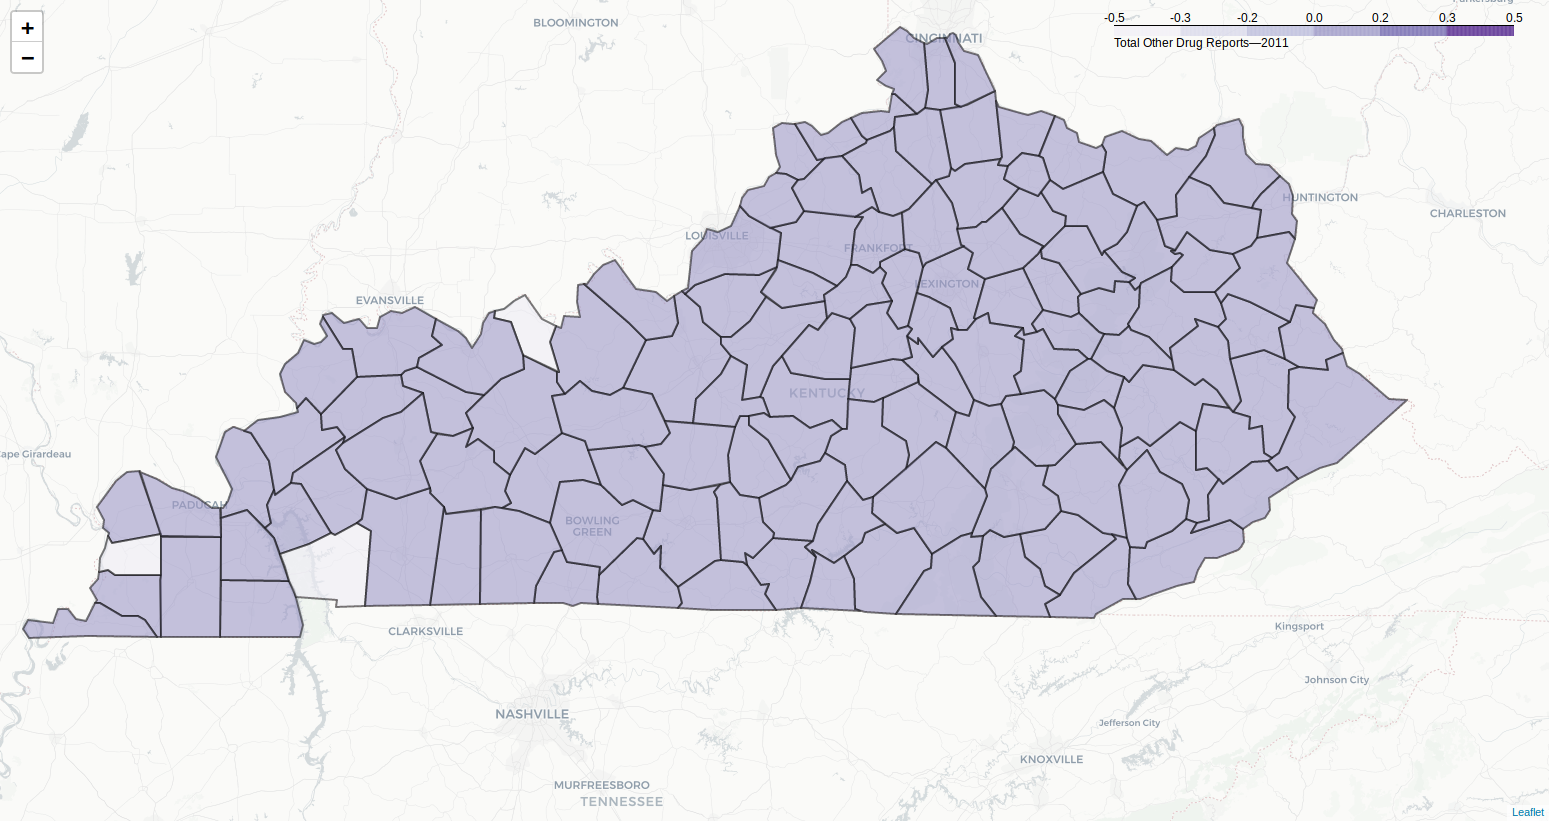 +
−
BLOOMINGTON
CINCINNATI
-0.5 -0.3 -0.2 0.0 0.2 0.3 0.5
Total Other Drug Reports—2011
HUNTINGTON
CHARLESTON
LOUISVILLE
FRANKFORT
LEXINGTON
EVANSVILLE
KENTUCKY
Cape Girardeau
PADUCAH
BOWLING
GREEN
CLARKSVILLE
Kingsport
Johnson City
NASHVILLE
Jefferson City
KNOXVILLE
MURFREESBORO
TENNESSEE
Leaflet